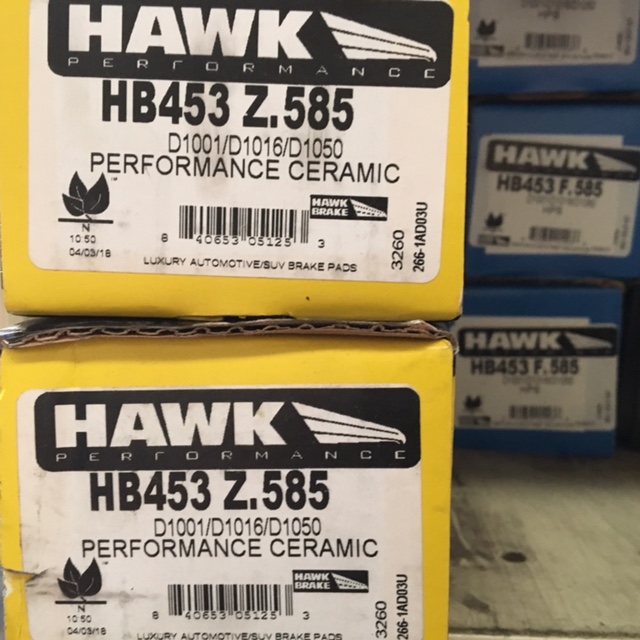 HAWK
PERFORMANCE
HB453 Z.585
D1001/D1016/D1050
PERFORMANCE CERAMIC
N
10:50
04/03/18
HAWK
BRAKE
8 40653 05125 3
LUXURY AUTOMOTIVE/SUV BRAKE PADS
3260
266-1AD03U
HAWK
PERFORMANCE
HB453 Z.585
D1001/D1016/D1050
PERFORMANCE CERAMIC
N
10:50
04/03/18
HAWK
BRAKE
8 40653 05125 3
LUXURY AUTOMOTIVE/SUV BRAKE PADS
3260
266-1AD03U
HPS
HAWK
HB453 F.585
HPS
HAWK
HB453 F.585
HPS